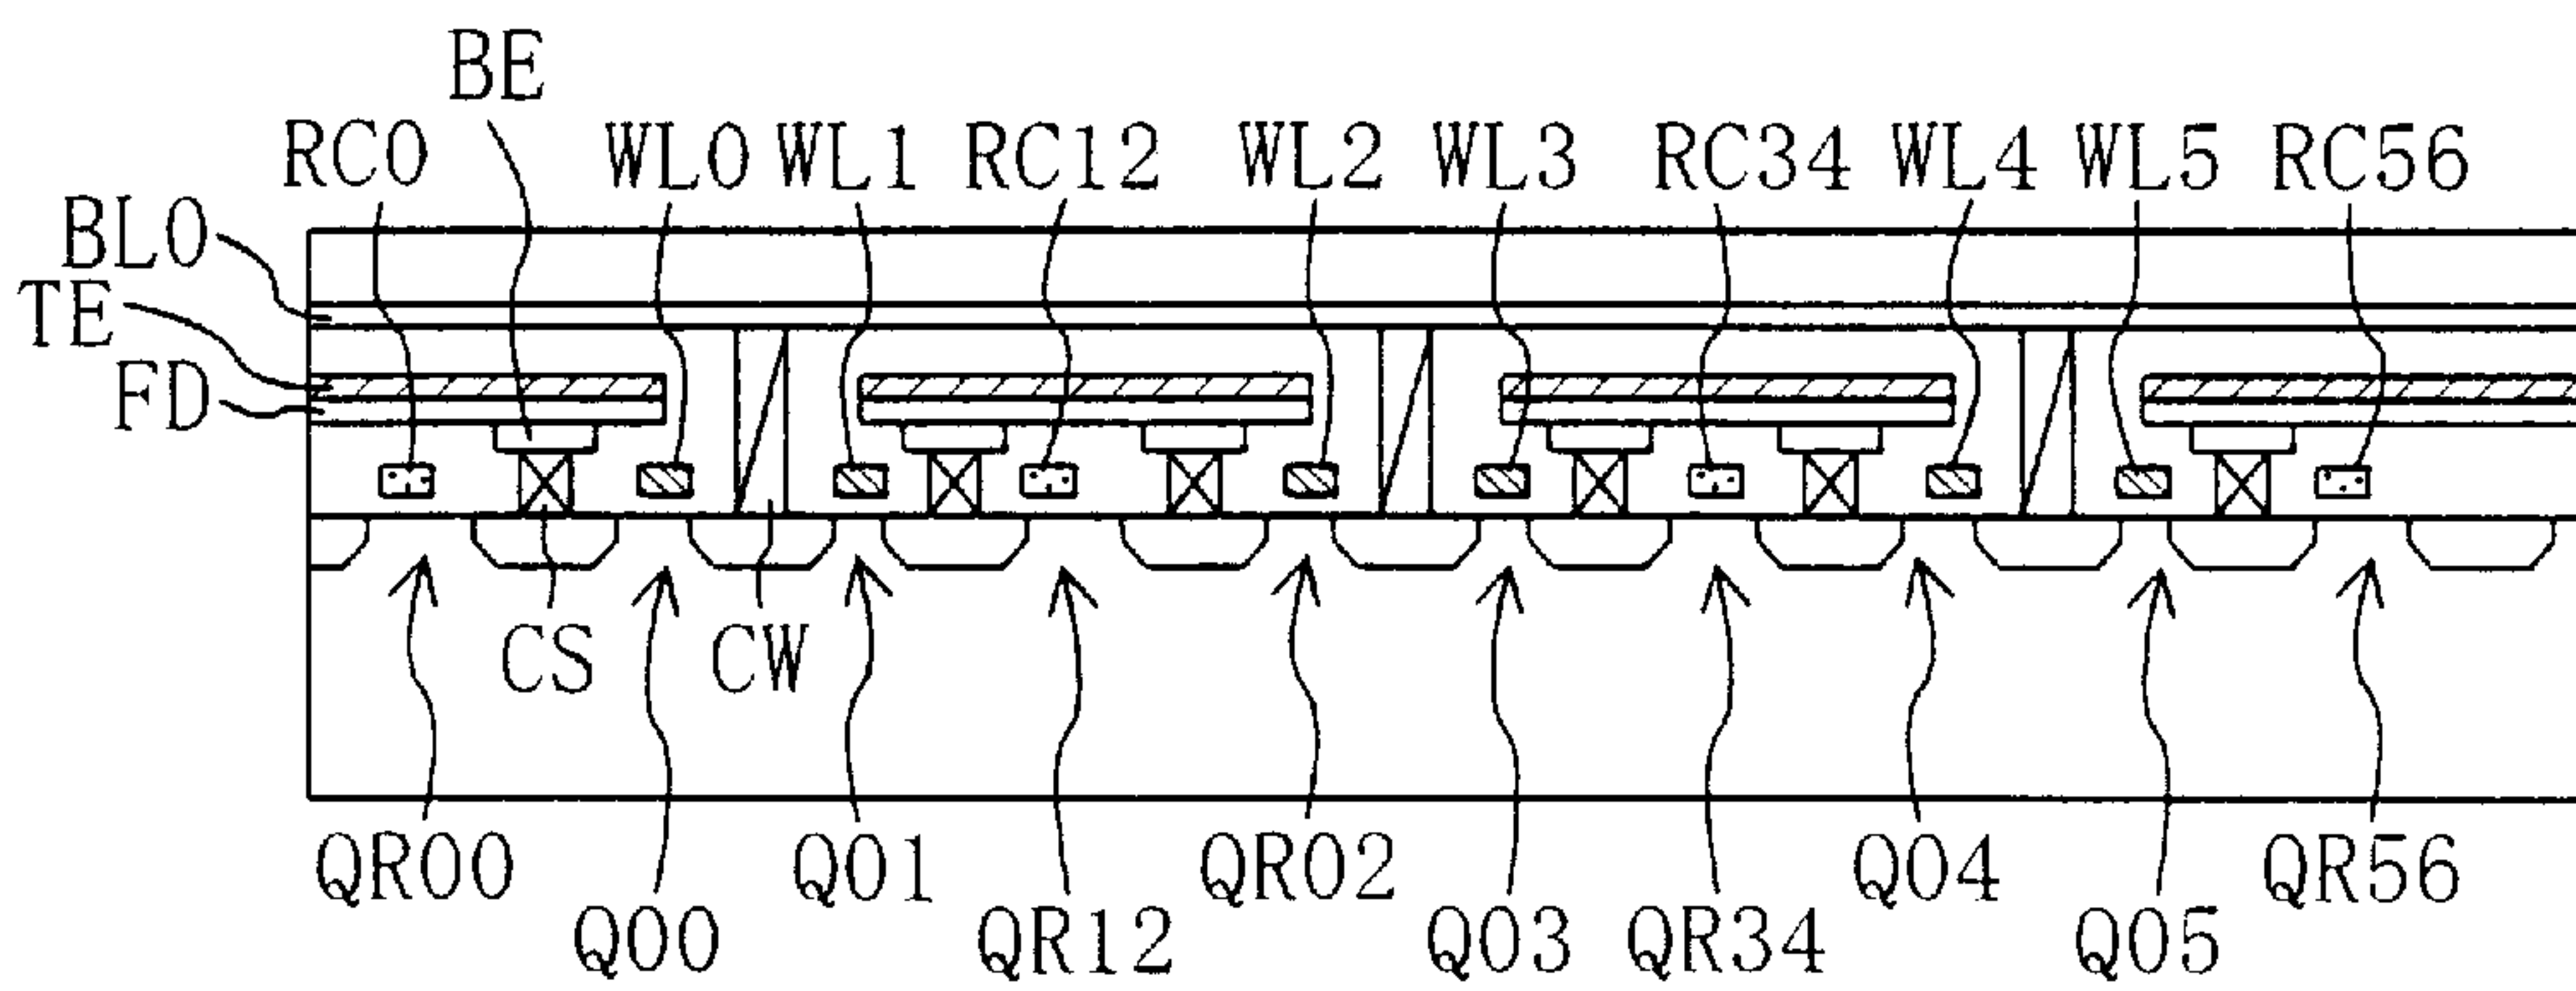 BE
RC0 WL0 WL1 RC12 WL2 WL3 RC34 WL4 WL5 RC56
BL0
TE
FD
CS CW
QR00 Q01 QR02 Q04 QR56
Q00 QR12 Q03 QR34 Q05